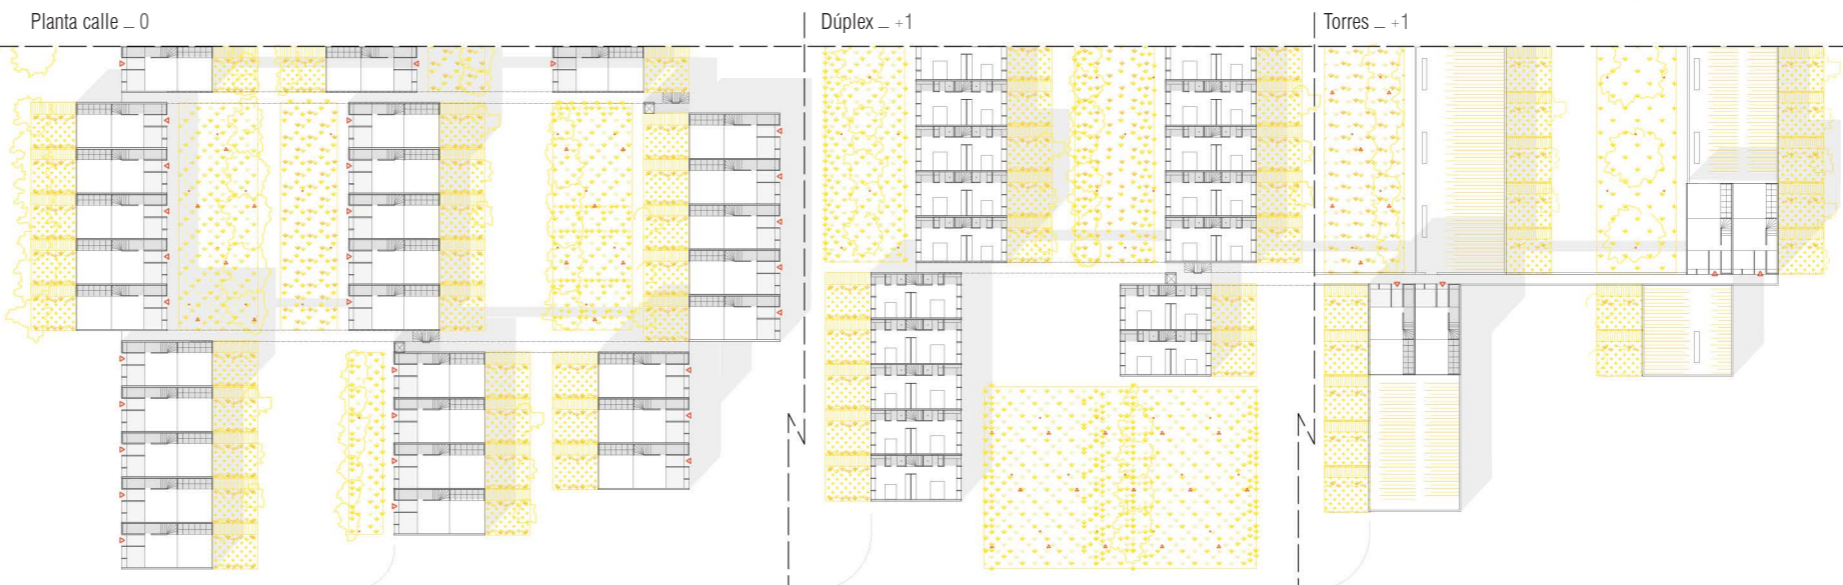 Planta calle _ 0
Dúplex _ +1
Torres _ +1
N
N